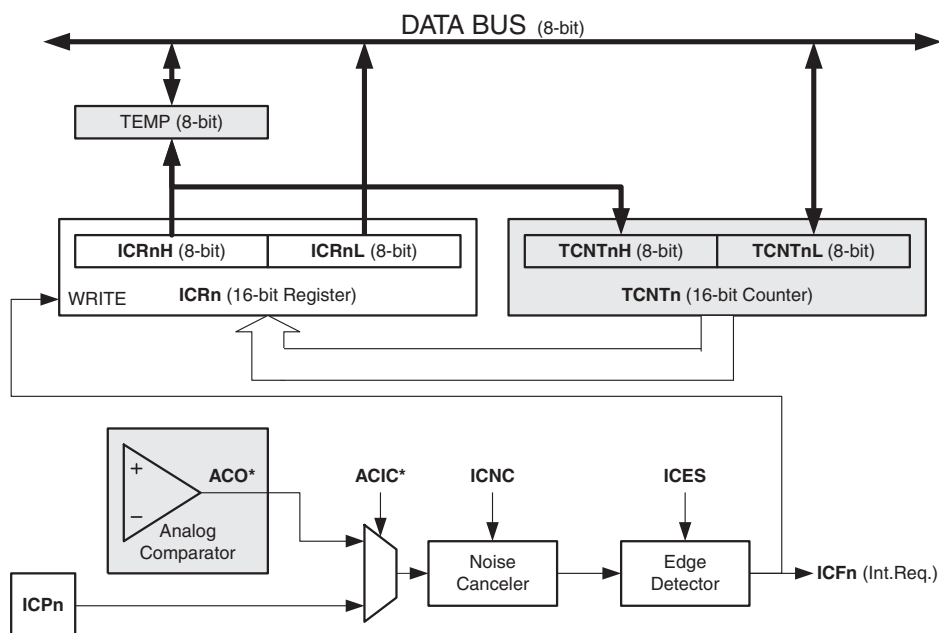 DATA BUS (8-bit)
TEMP (8-bit)
ICRnH (8-bit)
ICRnL (8-bit)
WRITE
ICRn (16-bit Register)
TCNTnH (8-bit)
TCNTnL (8-bit)
TCNTn (16-bit Counter)
+
−
ACO*
Analog
Comparator
ACIC*
ICNC
ICES
Noise
Canceler
Edge
Detector
ICFn (Int.Req.)
ICPn